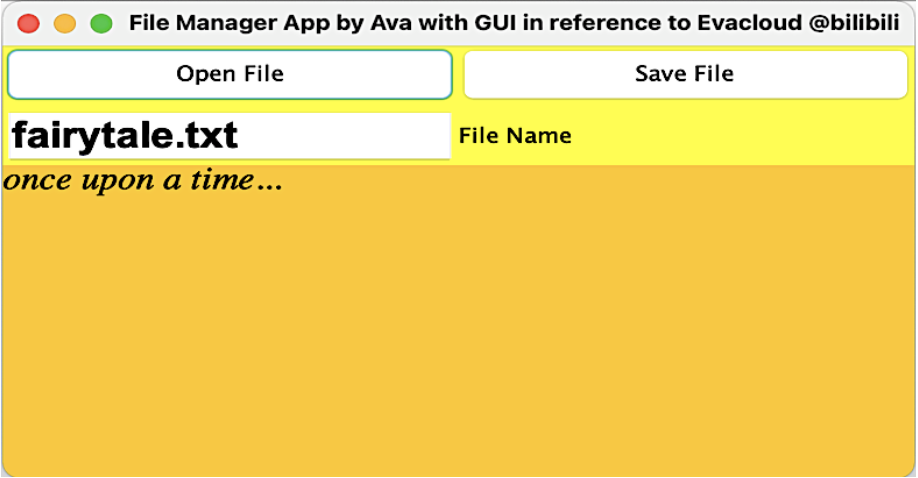 File Manager App by Ava with GUI in reference to Evacloud @bilibili
Open File Save File
fairytale.txt File Name
once upon a time...